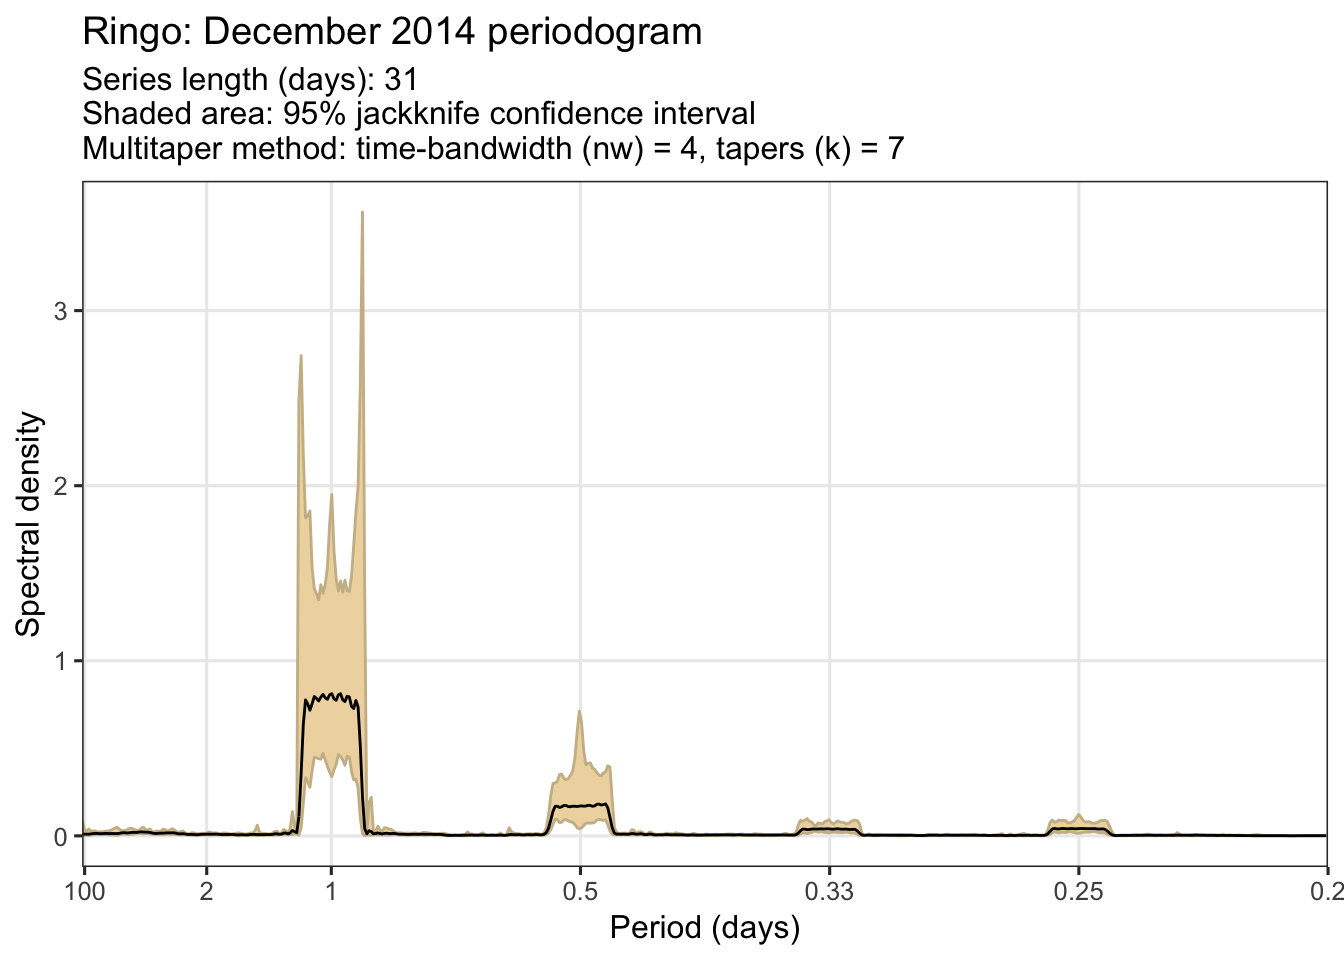 Ringo: December 2014 periodogram
Series length (days): 31
Shaded area: 95% jackknife confidence interval
Multitaper method: time-bandwidth (nw) = 4, tapers (k) = 7
Spectral density
3
2
1
0
100 2 1 0.5 0.33 0.25 0.2
Period (days)